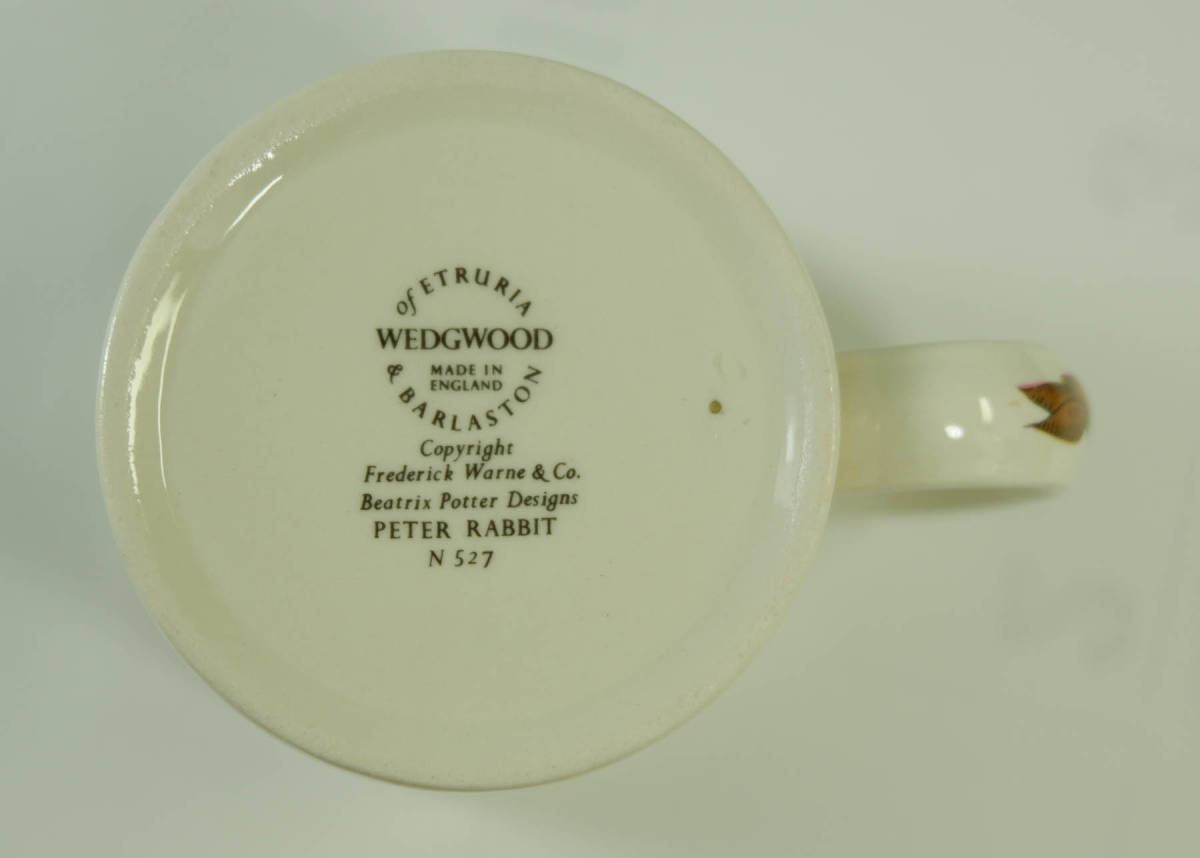 of ETRURIA
WEDGWOOD
MADE IN
ENGLAND
& BARLASTON
Copyright
Frederick Warne & Co.
Beatrix Potter Designs
PETER RABBIT
N 527